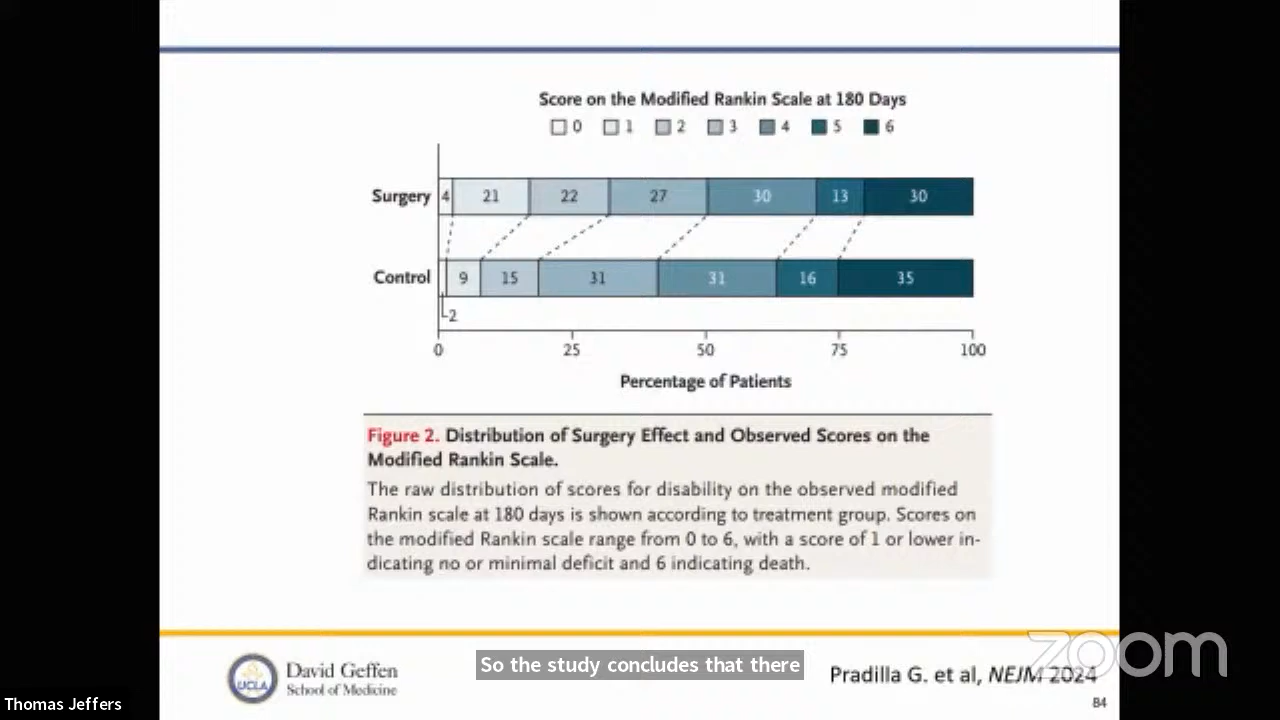 Score on the Modified Rankin Scale at 180 Days
0 1 2 3 4 5 6
Surgery 4 21 22 27 30 13 30
Control 9 15 31 31 16 35
2
0 25 50 75 100
Percentage of Patients
Figure 2. Distribution of Surgery Effect and Observed Scores on the
Modified Rankin Scale.
The raw distribution of scores for disability on the observed modified
Rankin scale at 180 days is shown according to treatment group. Scores on
the modified Rankin scale range from 0 to 6, with a score of 1 or lower in-
dicating no or minimal deficit and 6 indicating death.
UCLA
David Geffen
School of Medicine
So the study concludes that there
Pradilla G. et al, NEJM 2024
zoom
84
Thomas Jeffers